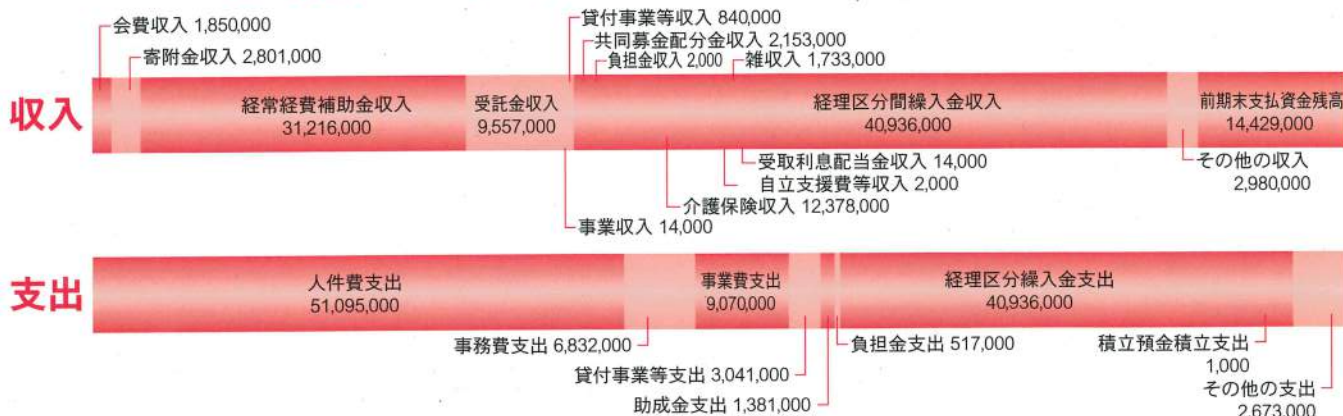 会費収入 1,850,000
寄附金収入 2,801,000
貸付事業等収入 840,000
共同募金配分金収入 2,153,000
負担金収入 2,000
雑収入 1,733,000
収入
経常経費補助金収入
31,216,000
受託金収入
9,557,000
経理区分間繰入金収入
40,936,000
前期末支払資金残高
14,429,000
受取利息配当金収入 14,000
自立支援費等収入 2,000
介護保険収入 12,378,000
事業収入 14,000
その他の収入
2,980,000
支出
人件費支出
51,095,000
事業費支出
9,070,000
経理区分繰入金支出
40,936,000
事務費支出 6,832,000
貸付事業等支出 3,041,000
助成金支出 1,381,000
負担金支出 517,000
積立預金積立支出
1,000
その他の支出
2,673,000